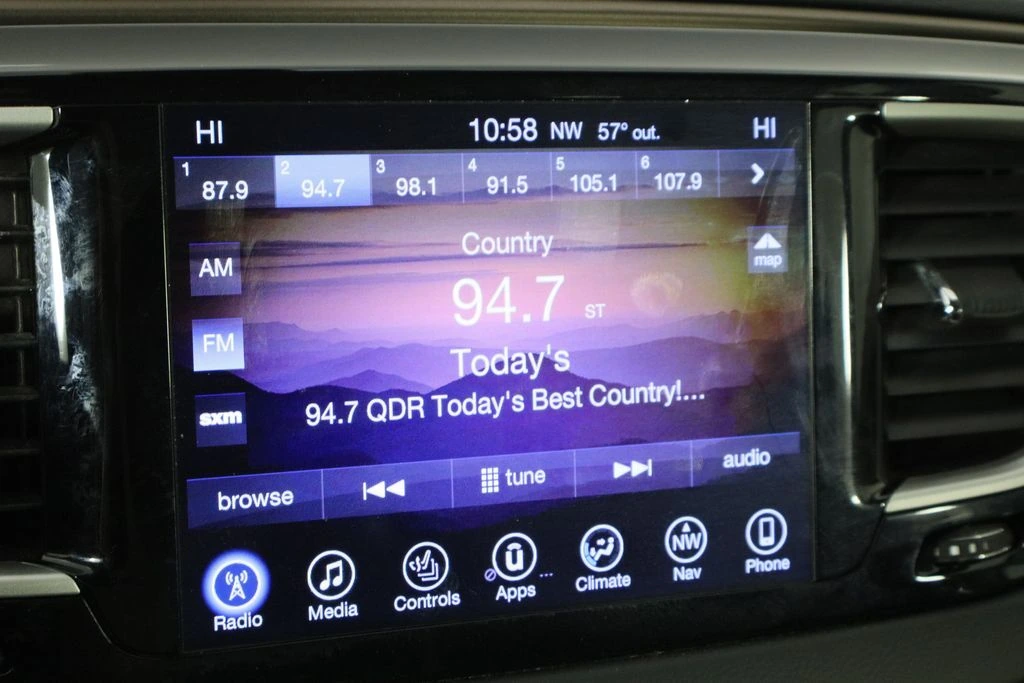 HI 10:58 NW 57° out. HI
1 87.9 2 94.7 3 98.1 4 91.5 5 105.1 6 107.9
Country
map
AM
94.7 ST
FM
Today's
94.7 QDR Today's Best Country!...
sxm
browse tune audio
Radio Media Controls Apps Climate NW Nav Phone